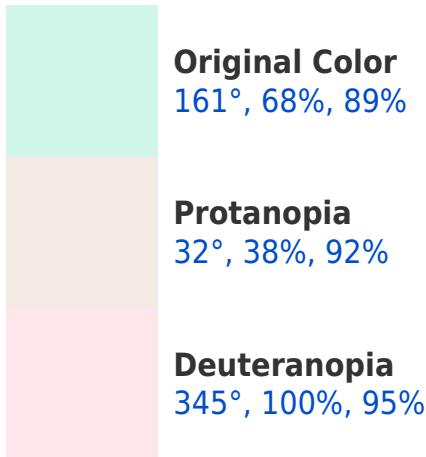 Original Color
161°, 68%, 89%
Protanopia
32°, 38%, 92%
Deuteranopia
345°, 100%, 95%